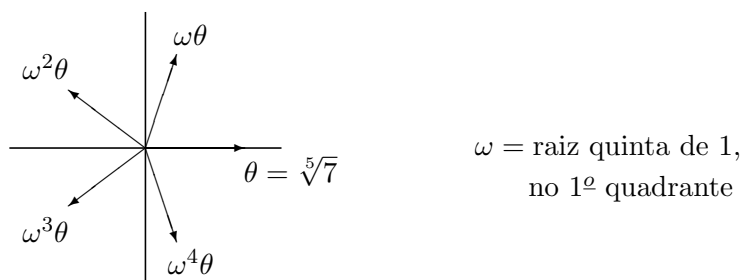 ωθ
ω²θ
θ = ⁵√7
ω³θ
ω⁴θ
ω = raiz quinta de 1,
no 1º quadrante